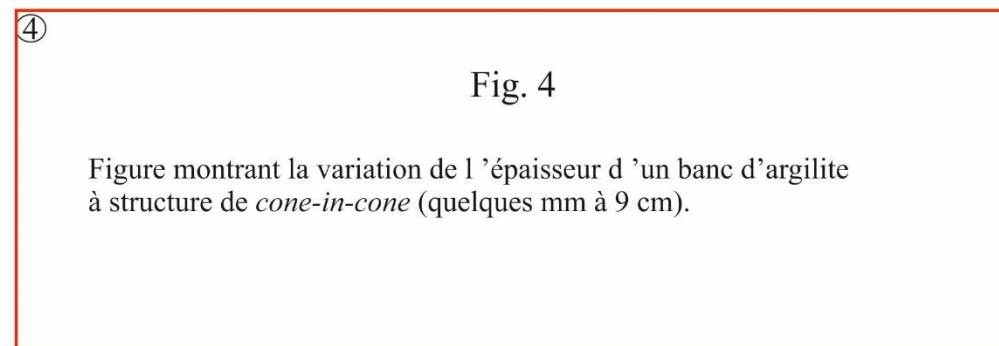 ④
Fig. 4
Figure montrant la variation de l ’épaisseur d ’un banc d’argilite
à structure de cone-in-cone (quelques mm à 9 cm).